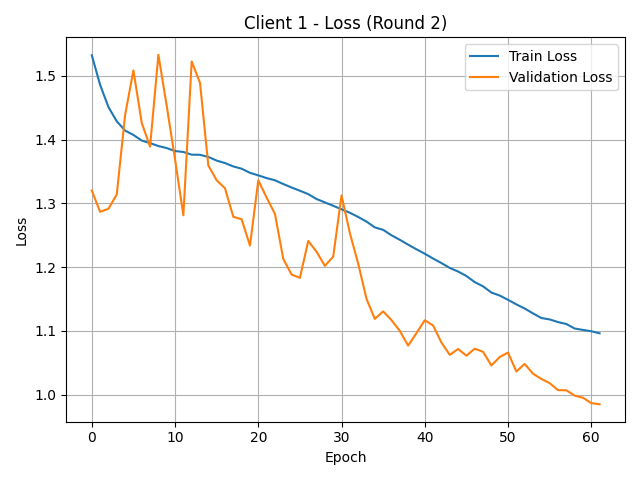 Client 1 - Loss (Round 2)
Train Loss
Validation Loss
Loss
1.5
1.4
1.3
1.2
1.1
1.0
0 10 20 30 40 50 60
Epoch